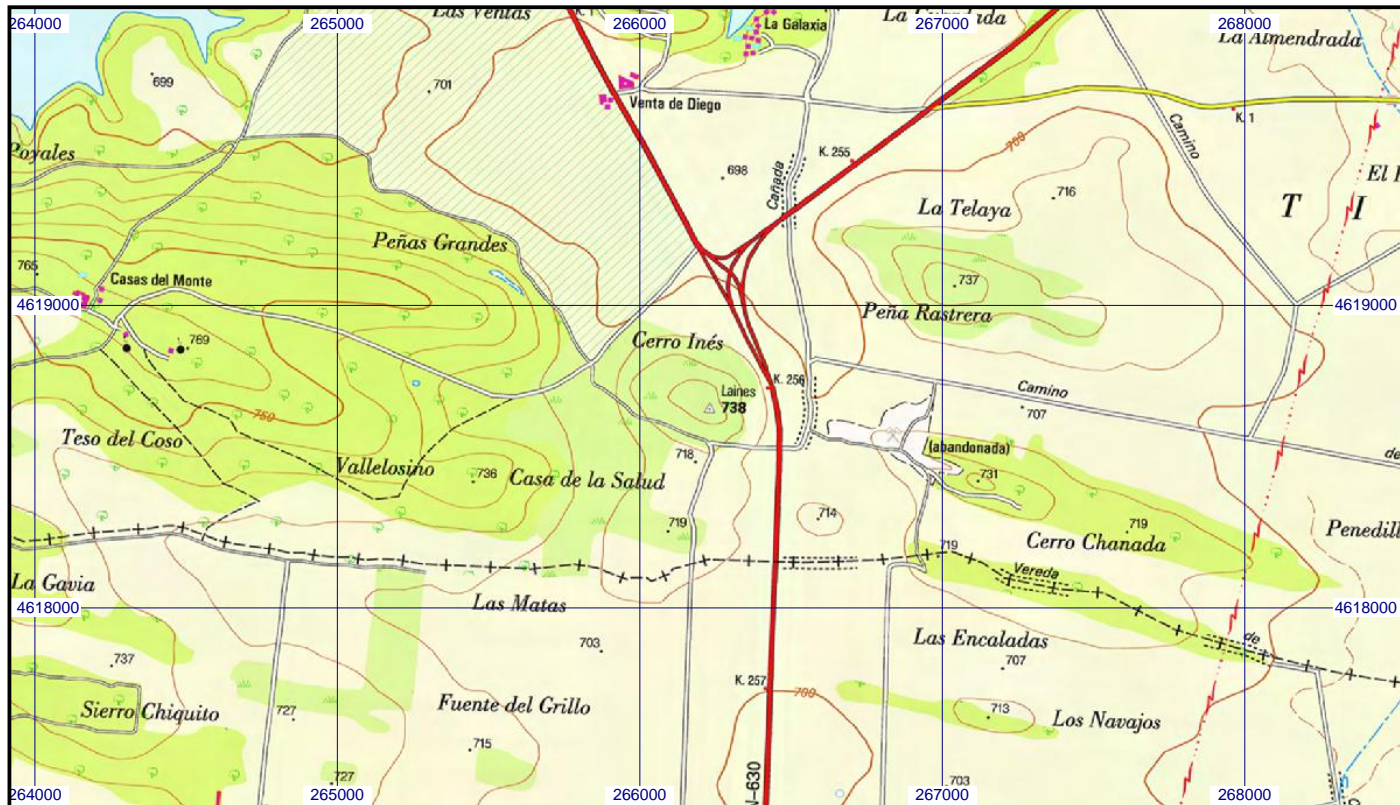 Las Ventas
K. 1
La Galaxia
264000
265000
266000
267000
268000
La Almendrada
699
701
Venta de Diego
K. 1
Camino
Poyales
K. 255
700
698
Cañada
716
La Telaya
T I
Peñas Grandes
765
Casas del Monte
737
4619000
4619000
Peña Rastrera
769
Cerro Inés
K. 256
Laines
738
Camino
707
750
Teso del Coso
(abandonada)
718
Vallelosino
736
Casa de la Salud
731
de
714
719
719
Cerro Chanada
719
Vereda
La Gavia
Las Matas
4618000
4618000
de
703
Las Encaladas
737
707
K. 257
700
Sierro Chiquito
727
Fuente del Grillo
713
Los Navajos
715
727
703
N-630
264000
265000
266000
267000
268000